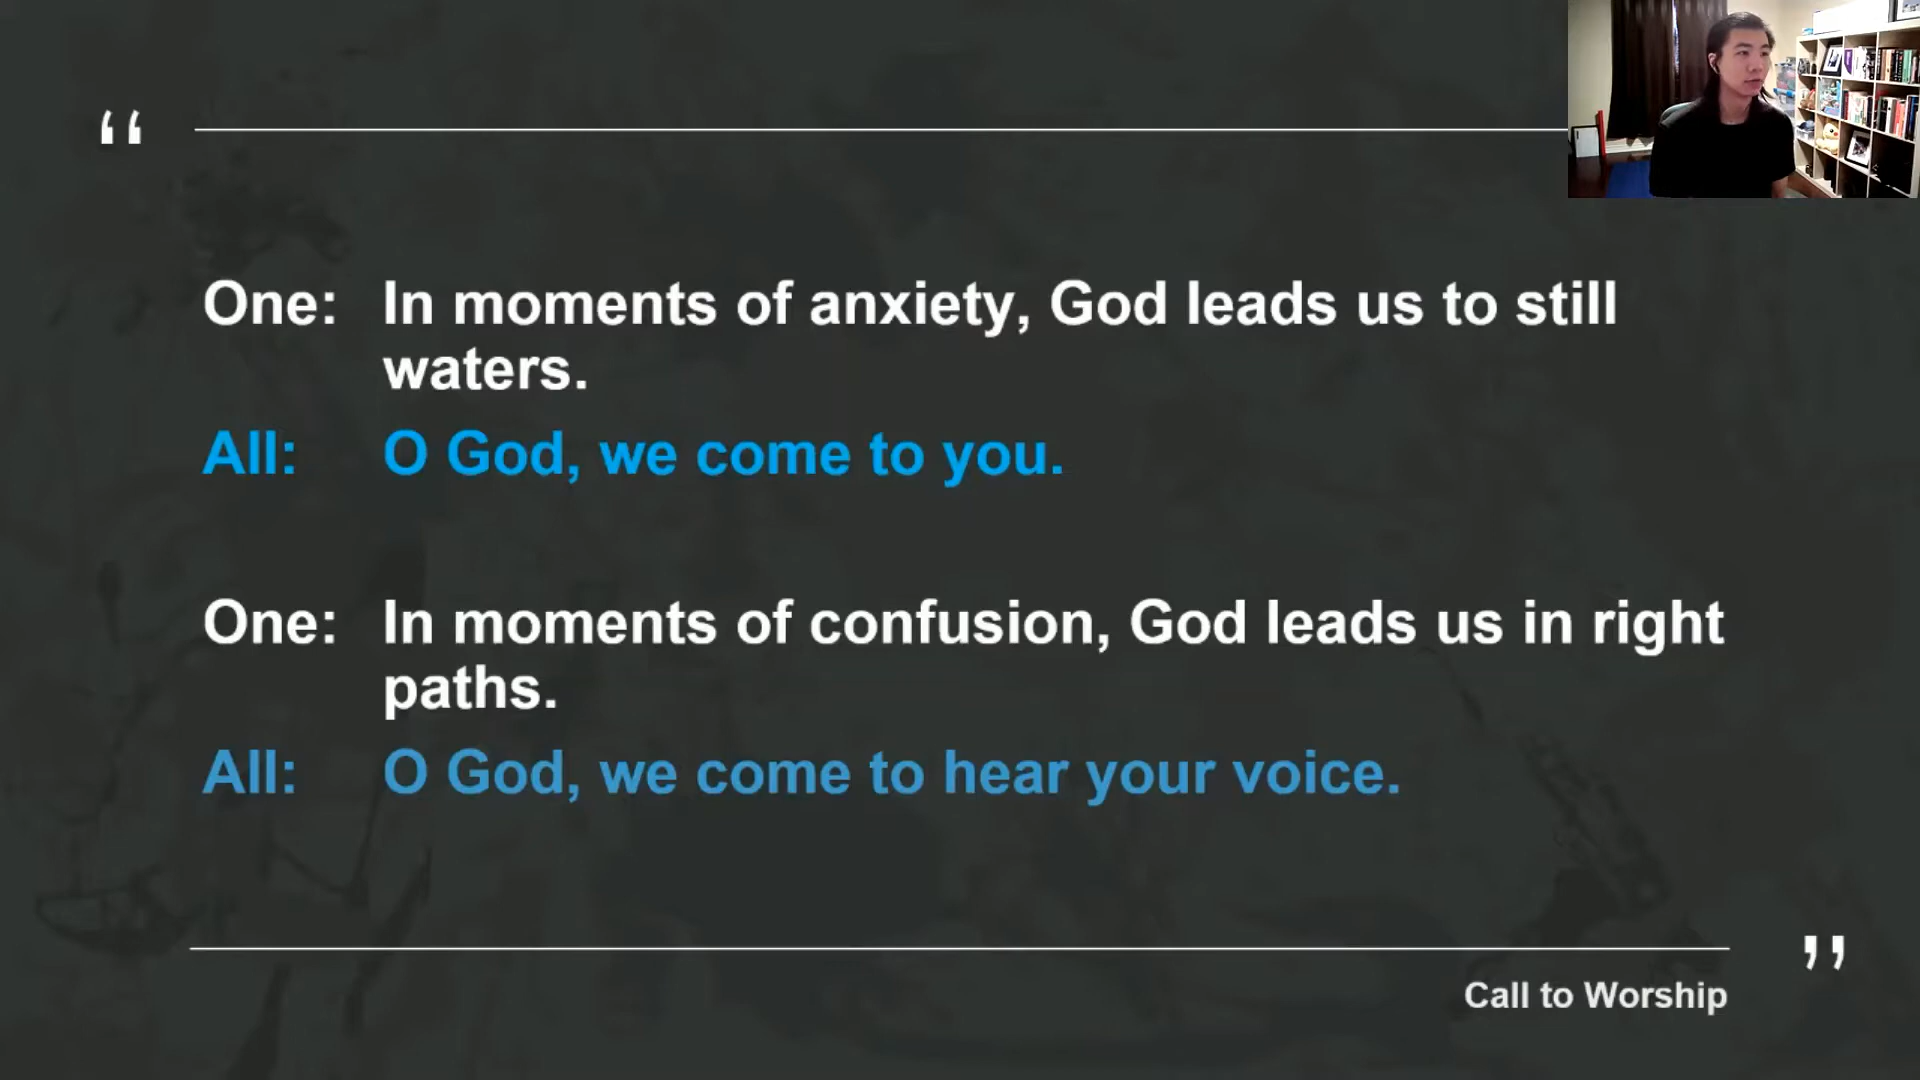 “
One: In moments of anxiety, God leads us to still
waters.
All: O God, we come to you.
One: In moments of confusion, God leads us in right
paths.
All: O God, we come to hear your voice.
”
Call to Worship